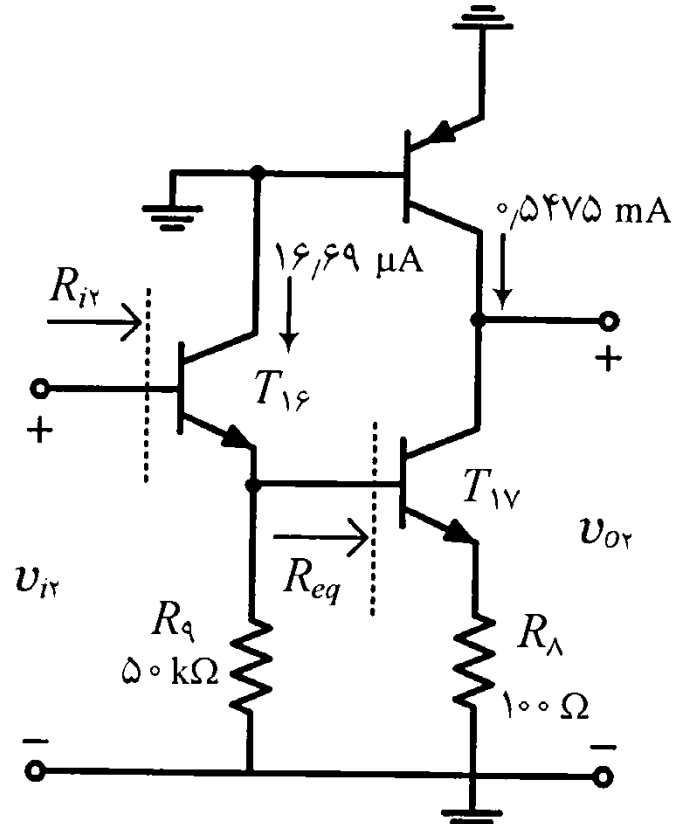 ۰٫۵۴۷۵ mA
۱۶٫۶۹ μA
R_{i۲}
T_{۱۶}
+
+
T_{۱۷}
R_{eq}
v_{i۲}
v_{o۲}
R_۹
۵۰ kΩ
R_۸
۱۰۰ Ω
−
−